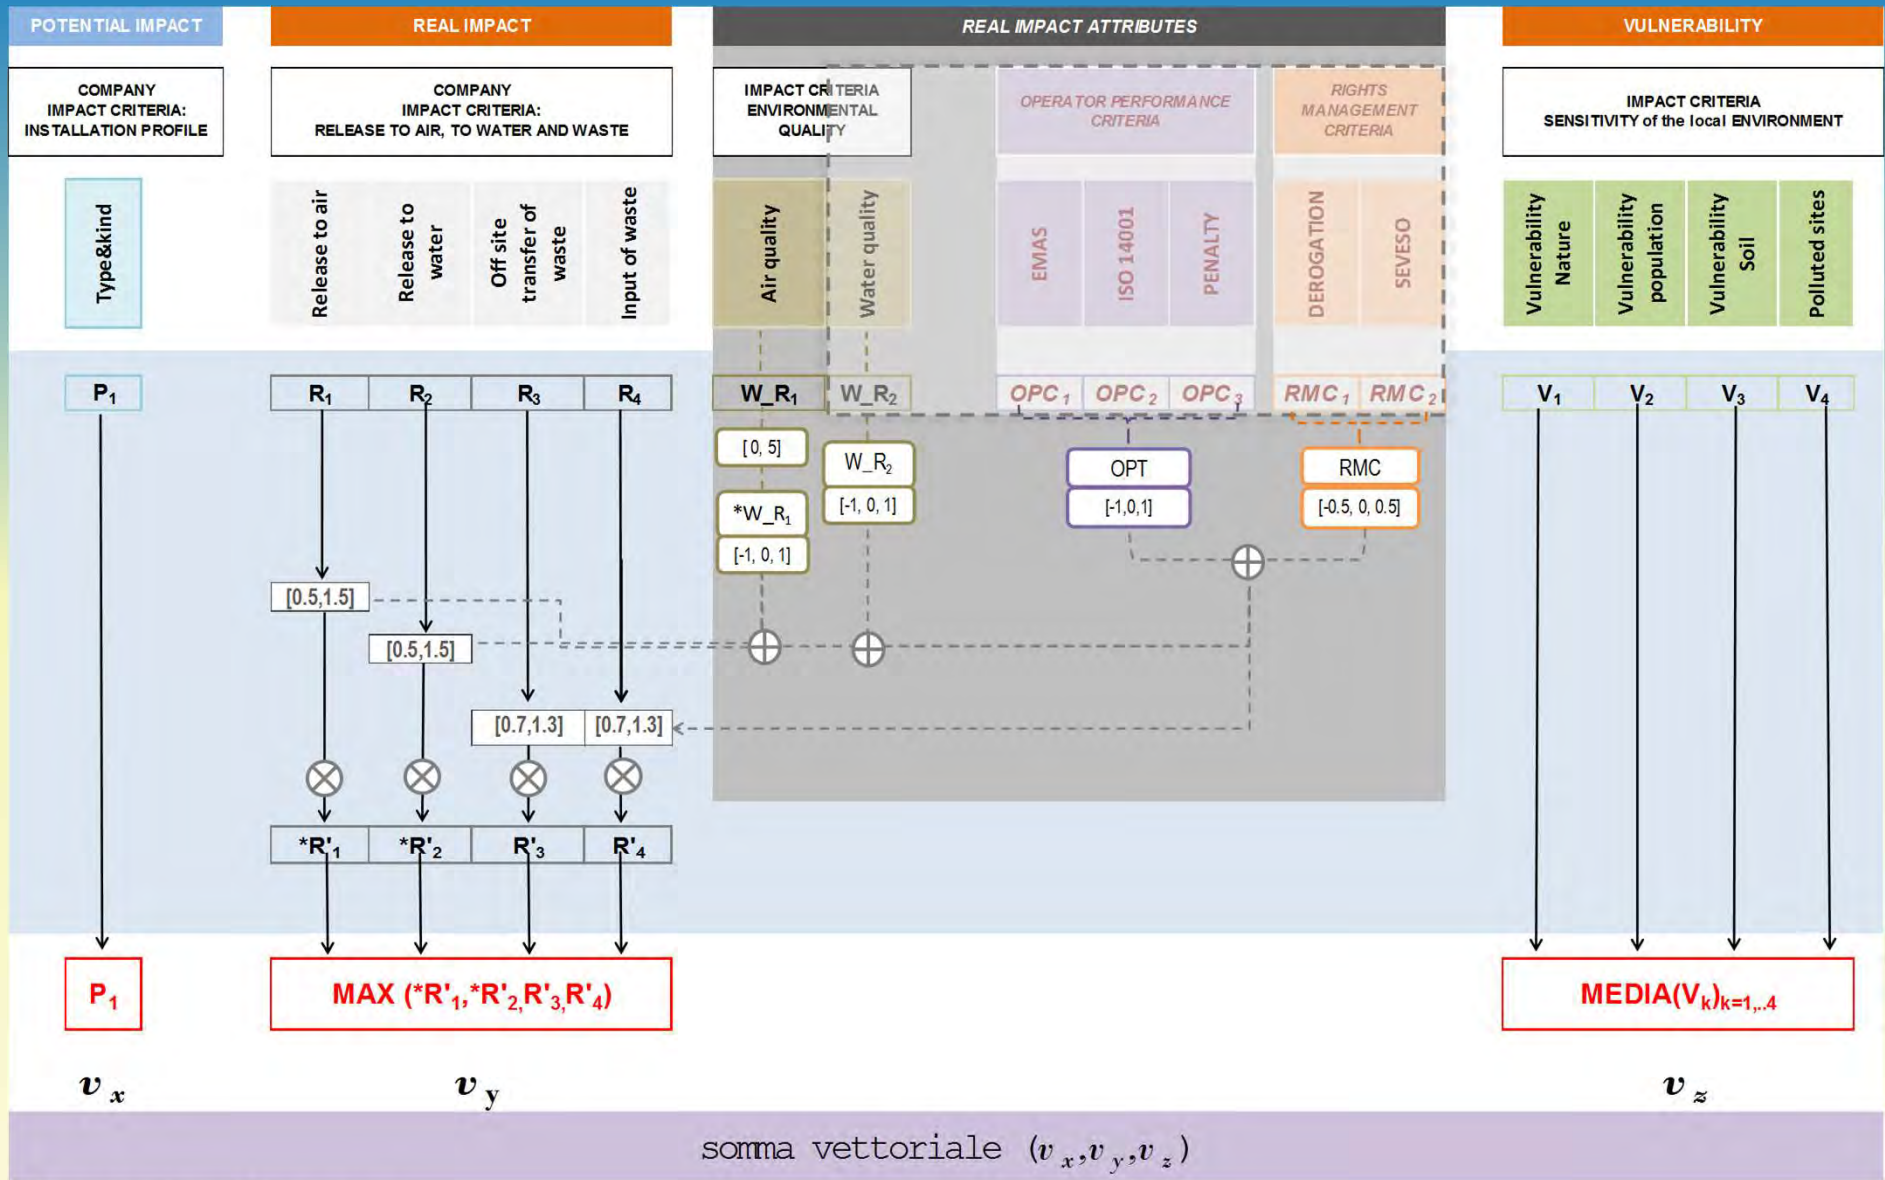 POTENTIAL IMPACT
REAL IMPACT
REAL IMPACT ATTRIBUTES
VULNERABILITY
COMPANY
IMPACT CRITERIA:
INSTALLATION PROFILE
COMPANY
IMPACT CRITERIA:
RELEASE TO AIR, TO WATER AND WASTE
IMPACT CRITERIA
ENVIRONMENTAL
QUALITY
OPERATOR PERFORMANCE
CRITERIA
RIGHTS
MANAGEMENT
CRITERIA
IMPACT CRITERIA
SENSITIVITY of the local ENVIRONMENT
Type&kind
Release to air
Release to
water
Off site
transfer of
waste
Input of waste
Air quality
Water quality
EMAS
ISO 14001
PENALTY
DEROGATION
SEVESO
Vulnerability
Nature
Vulnerability
population
Vulnerability
Soil
Polluted sites
P1
R1 R2 R3 R4
W_R1 W_R2
OPC1 OPC2 OPC3
RMC1 RMC2
V1 V2 V3 V4
[0, 5]
*W_R1
[-1, 0, 1]
W_R2
[-1, 0, 1]
OPT
[-1,0,1]
RMC
[-0.5, 0, 0.5]
[0.5,1.5]
[0.5,1.5]
[0.7,1.3] [0.7,1.3]
*R'1 *R'2 R'3 R'4
P1
MAX (*R'1,*R'2,R'3,R'4)
MEDIA(Vk)k=1,..4
v x
v y
v z
somma vettoriale (v x,v y,v z)